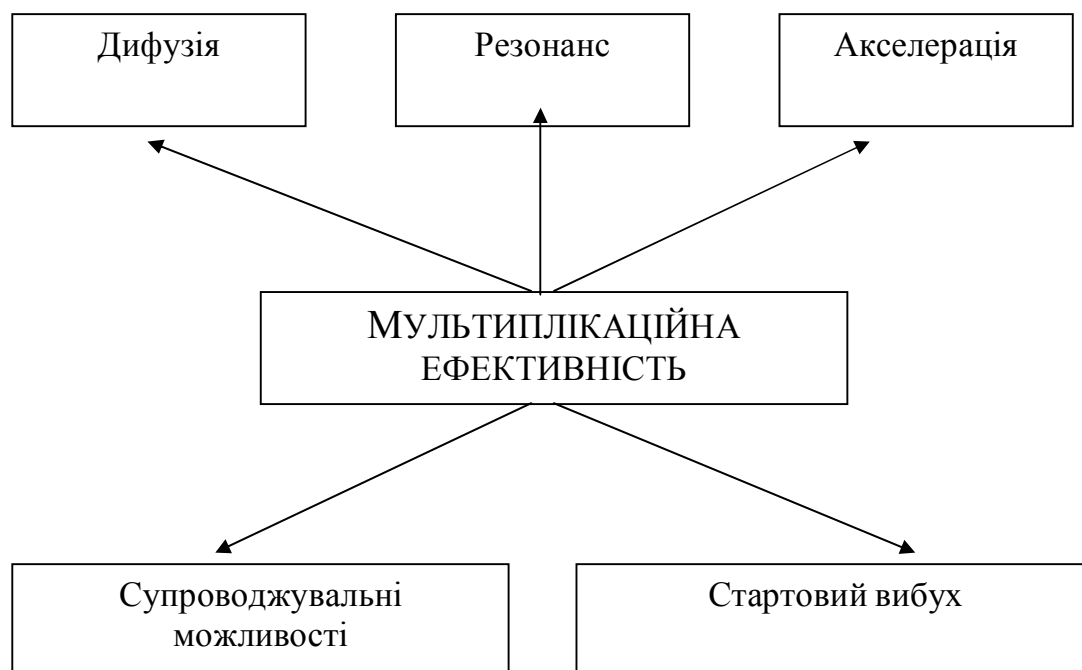 Дифузія
Резонанс
Акселерація
МУЛЬТИПЛІКАЦІЙНА
ЕФЕКТИВНІСТЬ
Супроводжувальні
можливості
Стартовий вибух